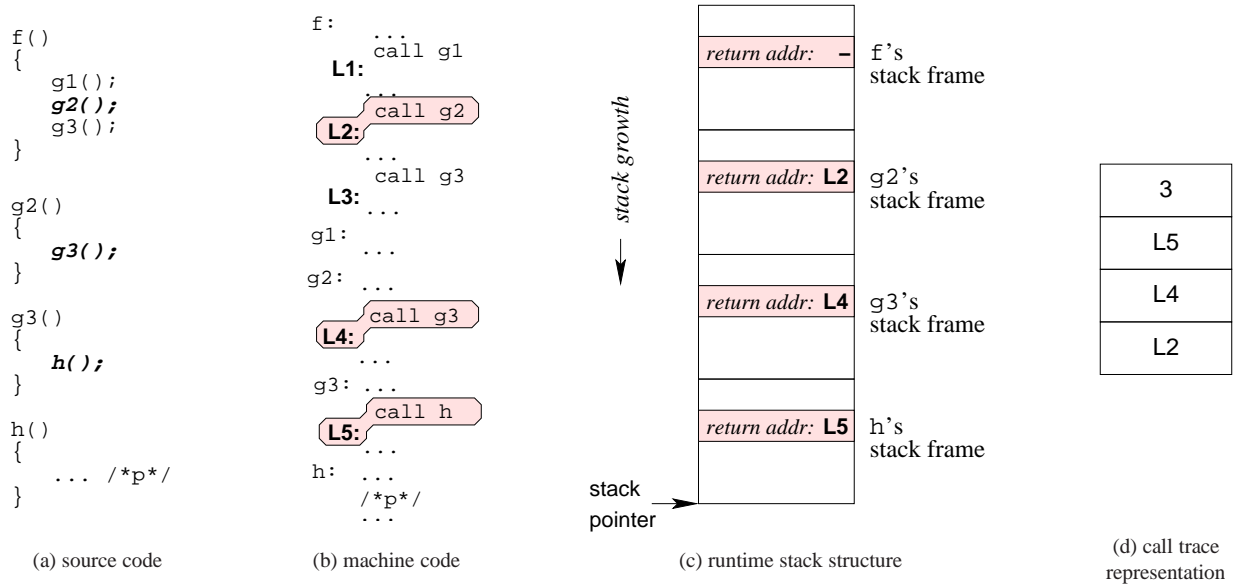 f()
{
g1();
g2();
g3();
}
g2()
{
g3();
}
g3()
{
h();
}
h()
{
... /*p*/
}
(a) source code
f:
...
call g1
L1:
...
call g2
L2:
...
call g3
L3:
...
g1:
...
g2:
call g3
L4:
...
g3: ...
call h
L5:
...
h: ...
/*p*/
...
(b) machine code
stack growth
return addr: –
f's
stack frame
return addr: L2
g2's
stack frame
return addr: L4
g3's
stack frame
return addr: L5
h's
stack frame
stack
pointer
(c) runtime stack structure
3
L5
L4
L2
(d) call trace
representation